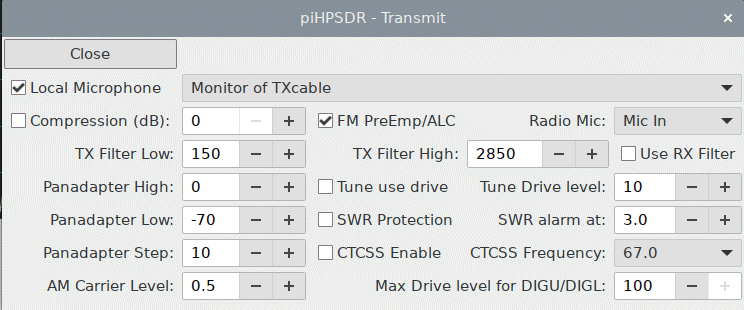 piHPSDR - Transmit ×
Close
Local Microphone Monitor of TXcable
Compression (dB): 0 − + FM PreEmp/ALC Radio Mic: Mic In
TX Filter Low: 150 − + TX Filter High: 2850 − + Use RX Filter
Panadapter High: 0 − + Tune use drive Tune Drive level: 10 − +
Panadapter Low: -70 − + SWR Protection SWR alarm at: 3.0 − +
Panadapter Step: 10 − + CTCSS Enable CTCSS Frequency: 67.0
AM Carrier Level: 0.5 − + Max Drive level for DIGU/DIGL: 100 − +